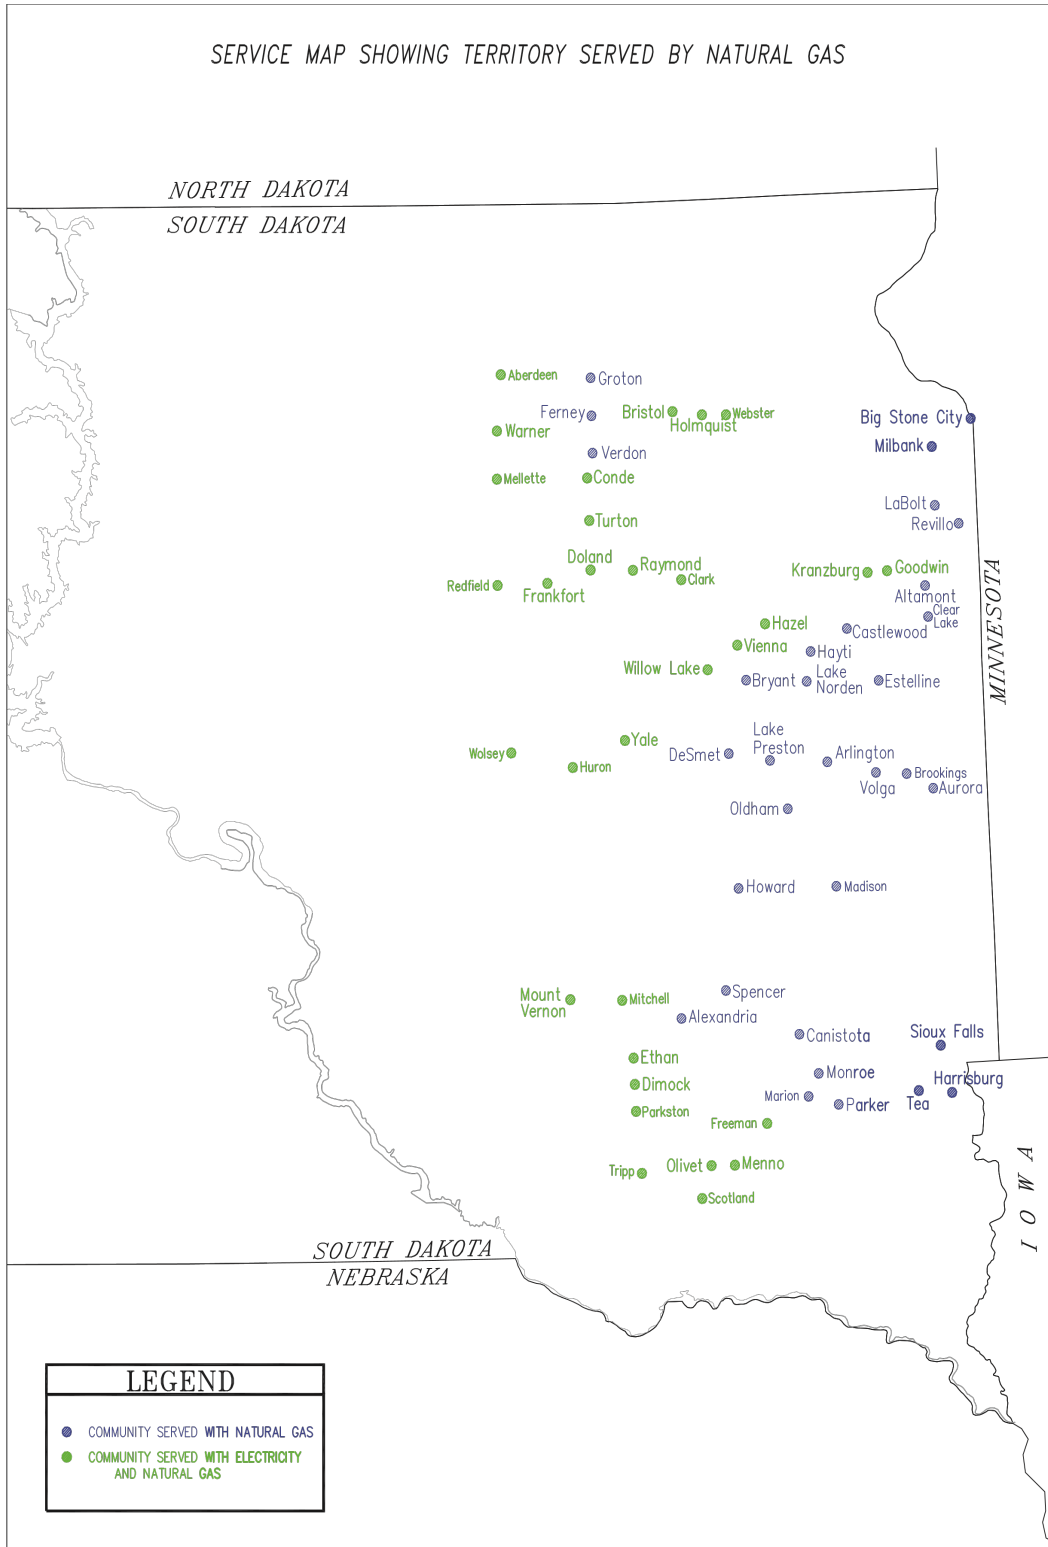 SERVICE MAP SHOWING TERRITORY SERVED BY NATURAL GAS
NORTH DAKOTA
SOUTH DAKOTA
Aberdeen
Groton
Ferney
Bristol
Webster
Holmquist
Big Stone City
Warner
Milbank
Verdon
Mellette
Conde
LaBolt
Turton
Revillo
Doland
Raymond
Kranzburg
Goodwin
Redfield
Clark
Frankfort
Altamont
Clear
Lake
Hazel
Castlewood
Vienna
Hayti
Willow Lake
Bryant
Lake
Norden
Estelline
MINNESOTA
Yale
Lake
Preston
Wolsey
DeSmet
Arlington
Huron
Brookings
Volga
Aurora
Oldham
Howard
Madison
Mount
Vernon
Mitchell
Spencer
Alexandria
Canistota
Sioux Falls
Ethan
Monroe
Dimock
Harrisburg
Marion
Parker
Tea
Parkston
Freeman
Tripp
Olivet
Menno
Scotland
IOWA
SOUTH DAKOTA
NEBRASKA
LEGEND
COMMUNITY SERVED WITH NATURAL GAS
COMMUNITY SERVED WITH ELECTRICITY
AND NATURAL GAS